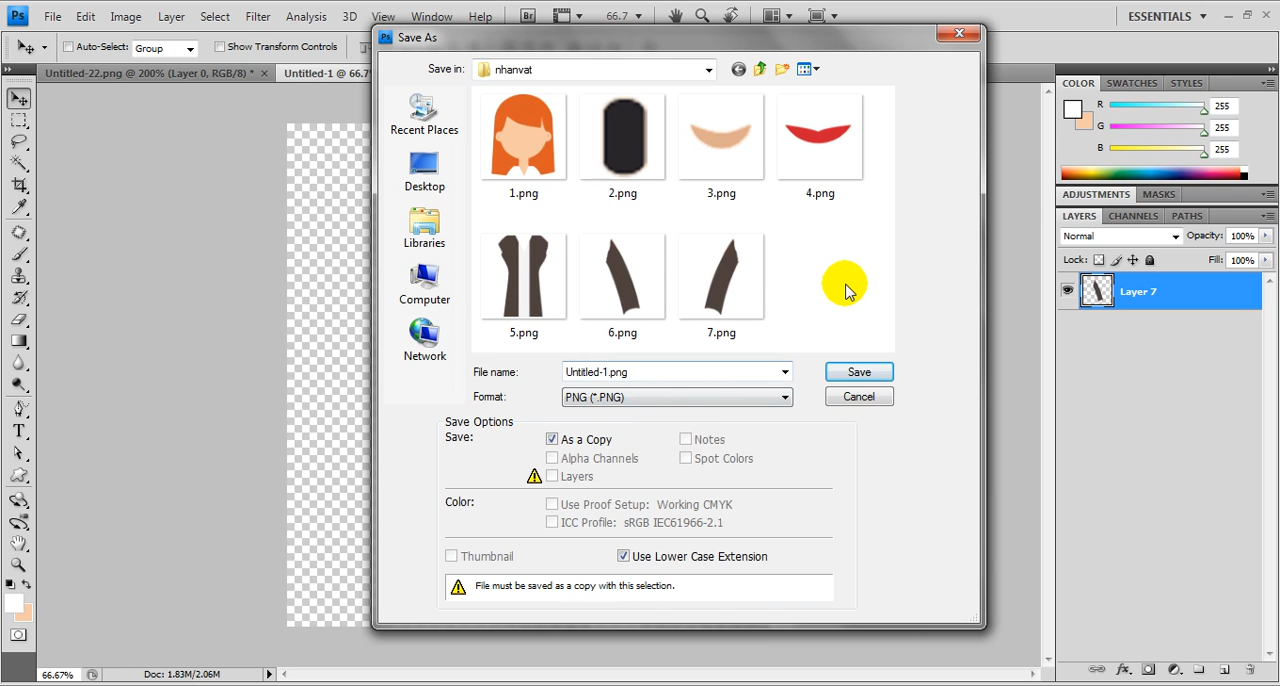 Ps File Edit Image Layer Select Filter Analysis 3D View Window Help Br 66.7 ESSENTIALS
Auto-Select: Group Show Transform Controls
Untitled-22.png @ 200% (Layer 0, RGB/8) * Untitled-1 @ 66.7
Ps Save As
Save in: nhanvat
Recent Places
Desktop
Libraries
Computer
Network
1.png 2.png 3.png 4.png
5.png 6.png 7.png
File name: Untitled-1.png Save
Format: PNG (*.PNG) Cancel
Save Options
Save: As a Copy Notes
Alpha Channels Spot Colors
Layers
Color: Use Proof Setup: Working CMYK
ICC Profile: sRGB IEC61966-2.1
Thumbnail Use Lower Case Extension
File must be saved as a copy with this selection.
COLOR SWATCHES STYLES
R 255
G 255
B 255
ADJUSTMENTS MASKS
LAYERS CHANNELS PATHS
Normal Opacity: 100%
Lock: Fill: 100%
Layer 7
T
66.67% Doc: 1.83M/2.06M
fx